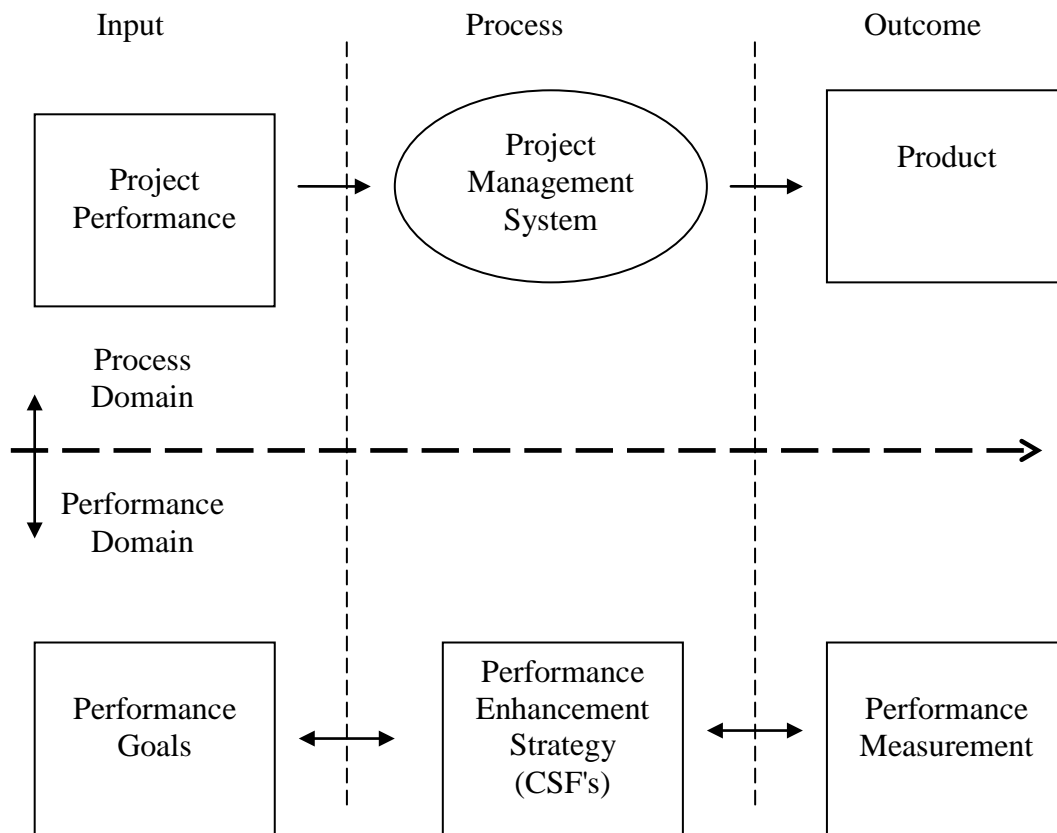 Input
Process
Outcome
Project
Performance
Project
Management
System
Product
Process
Domain
Performance
Domain
Performance
Goals
Performance
Enhancement
Strategy
(CSF's)
Performance
Measurement